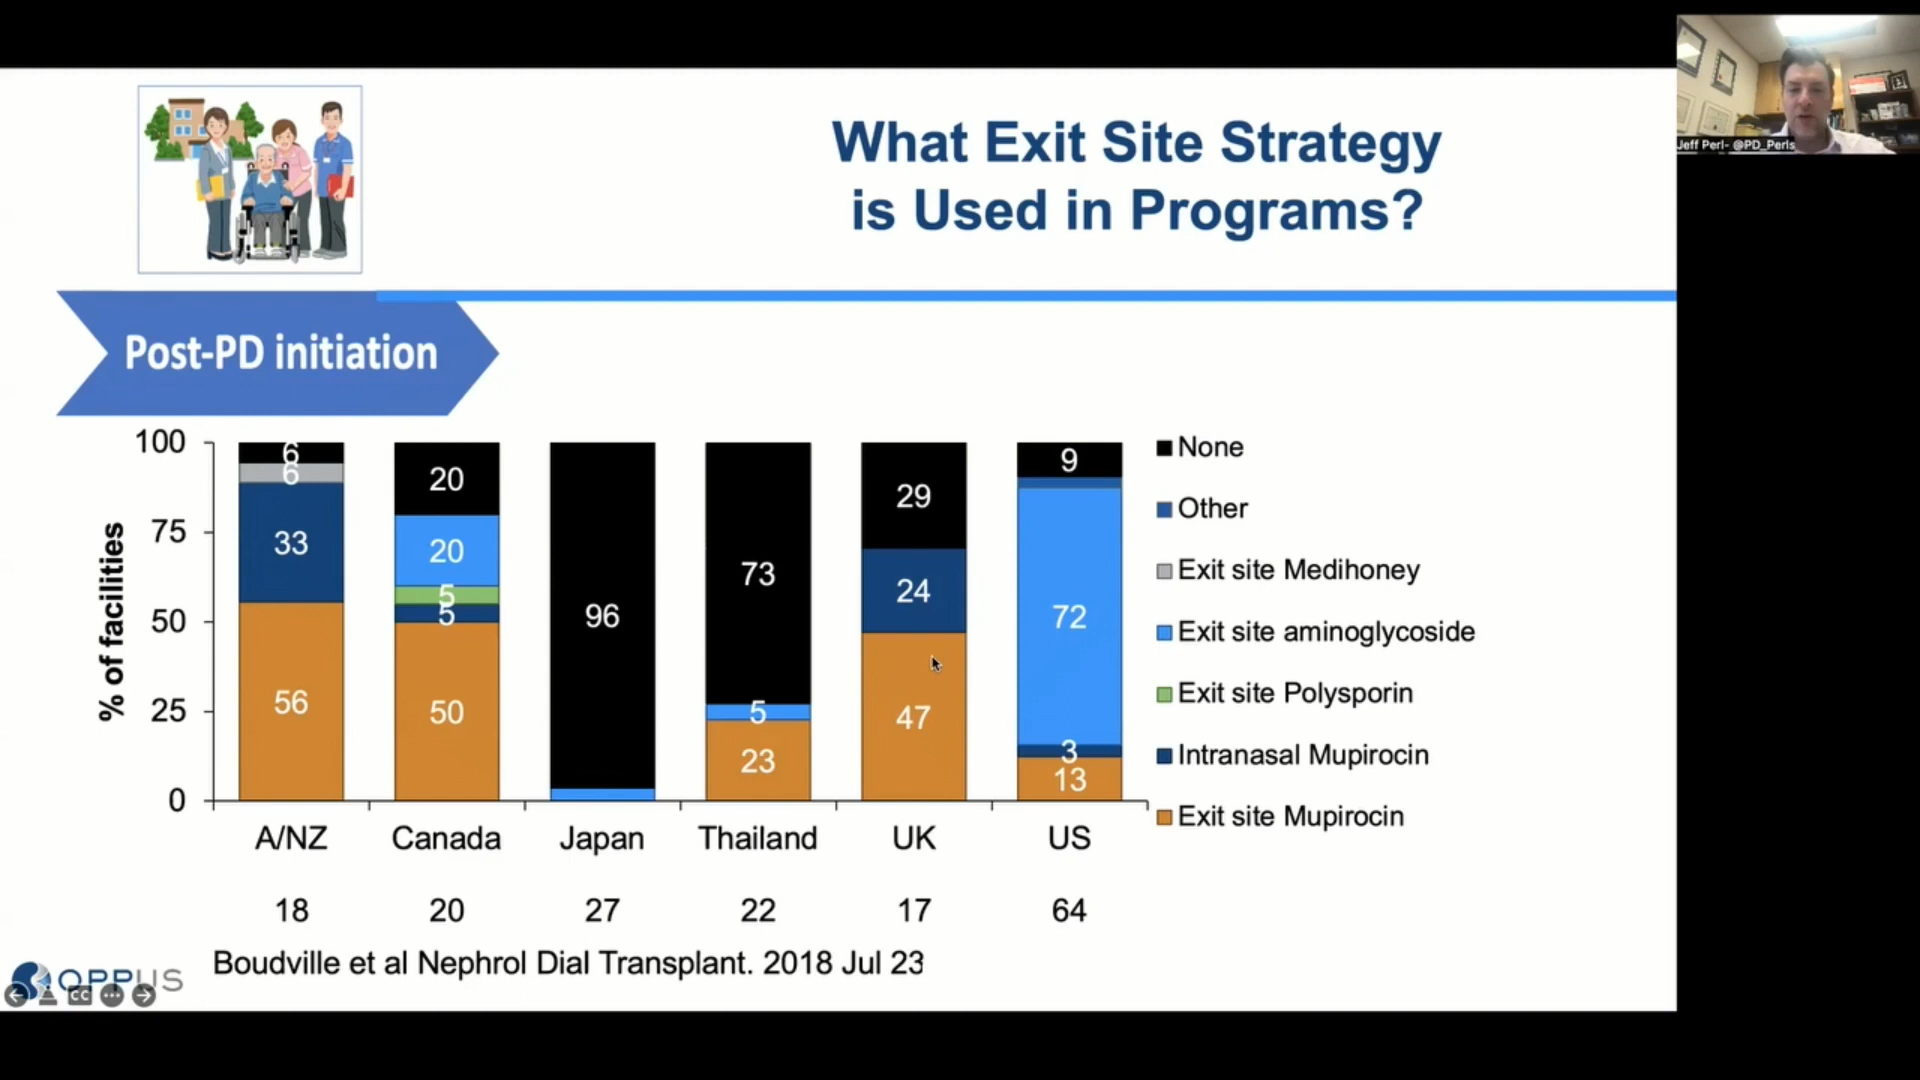 Jeff Perl- @PD_Perls
What Exit Site Strategy
is Used in Programs?
Post-PD initiation
% of facilities
100
75
50
25
0
6
6
33
56
20
20
5
5
50
96
73
5
23
29
24
47
9
72
3
13
None
Other
Exit site Medihoney
Exit site aminoglycoside
Exit site Polysporin
Intranasal Mupirocin
Exit site Mupirocin
A/NZ Canada Japan Thailand UK US
18 20 27 22 17 64
Boudville et al Nephrol Dial Transplant. 2018 Jul 23
OPPUS
CC